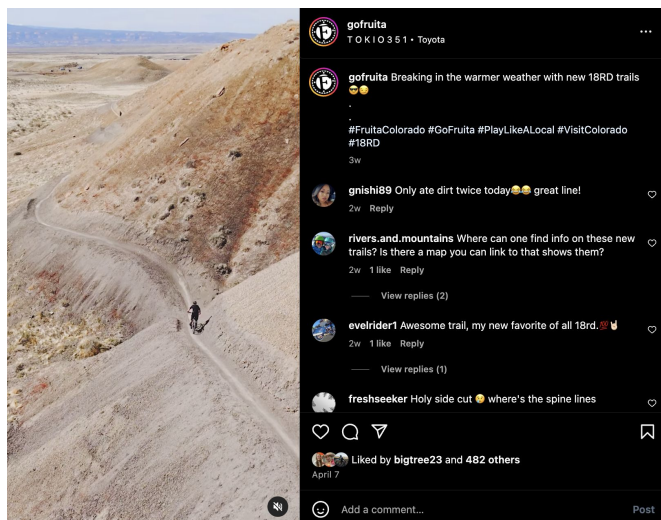 gofruita
TOKIO351 • Toyota
gofruita Breaking in the warmer weather with new 18RD trails
😎😏
.
.
#FruitaColorado #GoFruita #PlayLikeALocal #VisitColorado
#18RD
3w
gnishi89 Only ate dirt twice today😂😂 great line!
2w Reply
rivers.and.mountains Where can one find info on these new
trails? Is there a map you can link to that shows them?
2w 1 like Reply
View replies (2)
evelrider1 Awesome trail, my new favorite of all 18rd.💯🤘
2w 1 like Reply
View replies (1)
freshseeker Holy side cut 😢 where's the spine lines
Liked by bigtree23 and 482 others
April 7
Add a comment...
Post